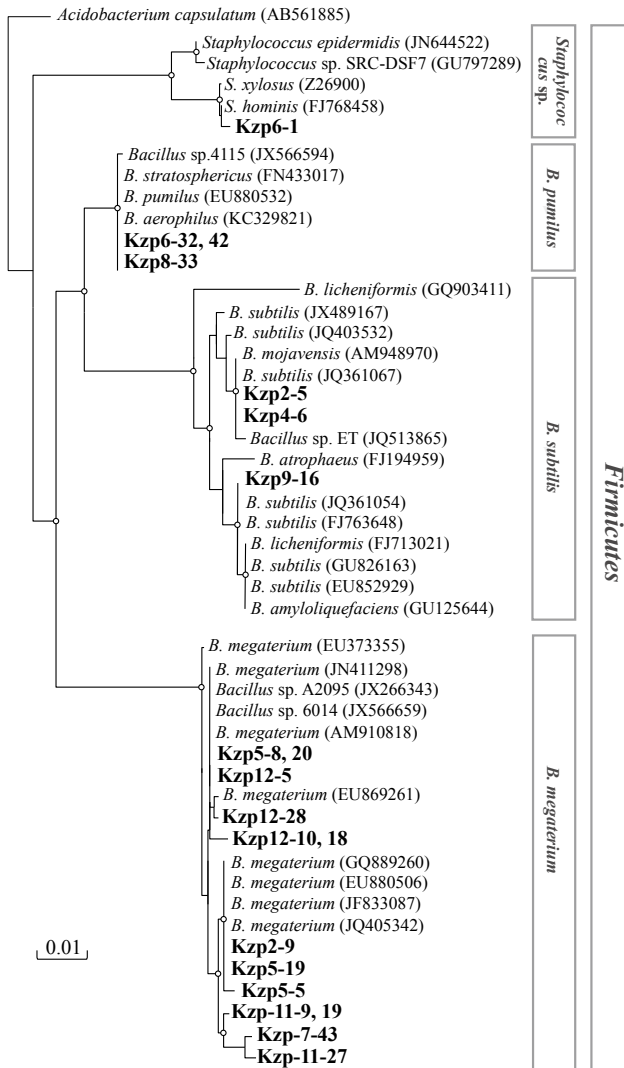 Acidobacterium capsulatum (AB561885)
Staphylococcus epidermidis (JN644522)
Staphylococcus sp. SRC-DSF7 (GU797289)
S. xylosus (Z26900)
S. hominis (FJ768458)
Kzp6-1
Bacillus sp.4115 (JX566594)
B. stratosphericus (FN433017)
B. pumilus (EU880532)
B. aerophilus (KC329821)
Kzp6-32, 42
Kzp8-33
B. licheniformis (GQ903411)
B. subtilis (JX489167)
B. subtilis (JQ403532)
B. mojavensis (AM948970)
B. subtilis (JQ361067)
Kzp2-5
Kzp4-6
Bacillus sp. ET (JQ513865)
B. atrophaeus (FJ194959)
Kzp9-16
B. subtilis (JQ361054)
B. subtilis (FJ763648)
B. licheniformis (FJ713021)
B. subtilis (GU826163)
B. subtilis (EU852929)
B. amyloliquefaciens (GU125644)
B. megaterium (EU373355)
B. megaterium (JN411298)
Bacillus sp. A2095 (JX266343)
Bacillus sp. 6014 (JX566659)
B. megaterium (AM910818)
Kzp5-8, 20
Kzp12-5
B. megaterium (EU869261)
Kzp12-28
Kzp12-10, 18
B. megaterium (GQ889260)
B. megaterium (EU880506)
B. megaterium (JF833087)
B. megaterium (JQ405342)
Kzp2-9
Kzp5-19
Kzp5-5
Kzp-11-9, 19
Kzp-7-43
Kzp-11-27
0.01
Staphylococ
cus sp.
B. pumilus
B. subtilis
B. megaterium
Firmicutes